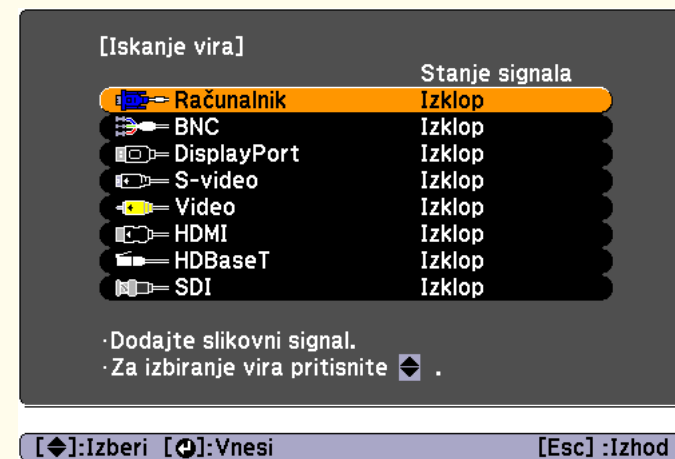 [Iskanje vira]
Stanje signala
Računalnik Izklop
BNC Izklop
DisplayPort Izklop
S-video Izklop
Video Izklop
HDMI Izklop
HDBaseT Izklop
SDI Izklop
·Dodajte slikovni signal.
·Za izbiranje vira pritisnite .
[]:Izberi []:Vnesi [Esc] :Izhod